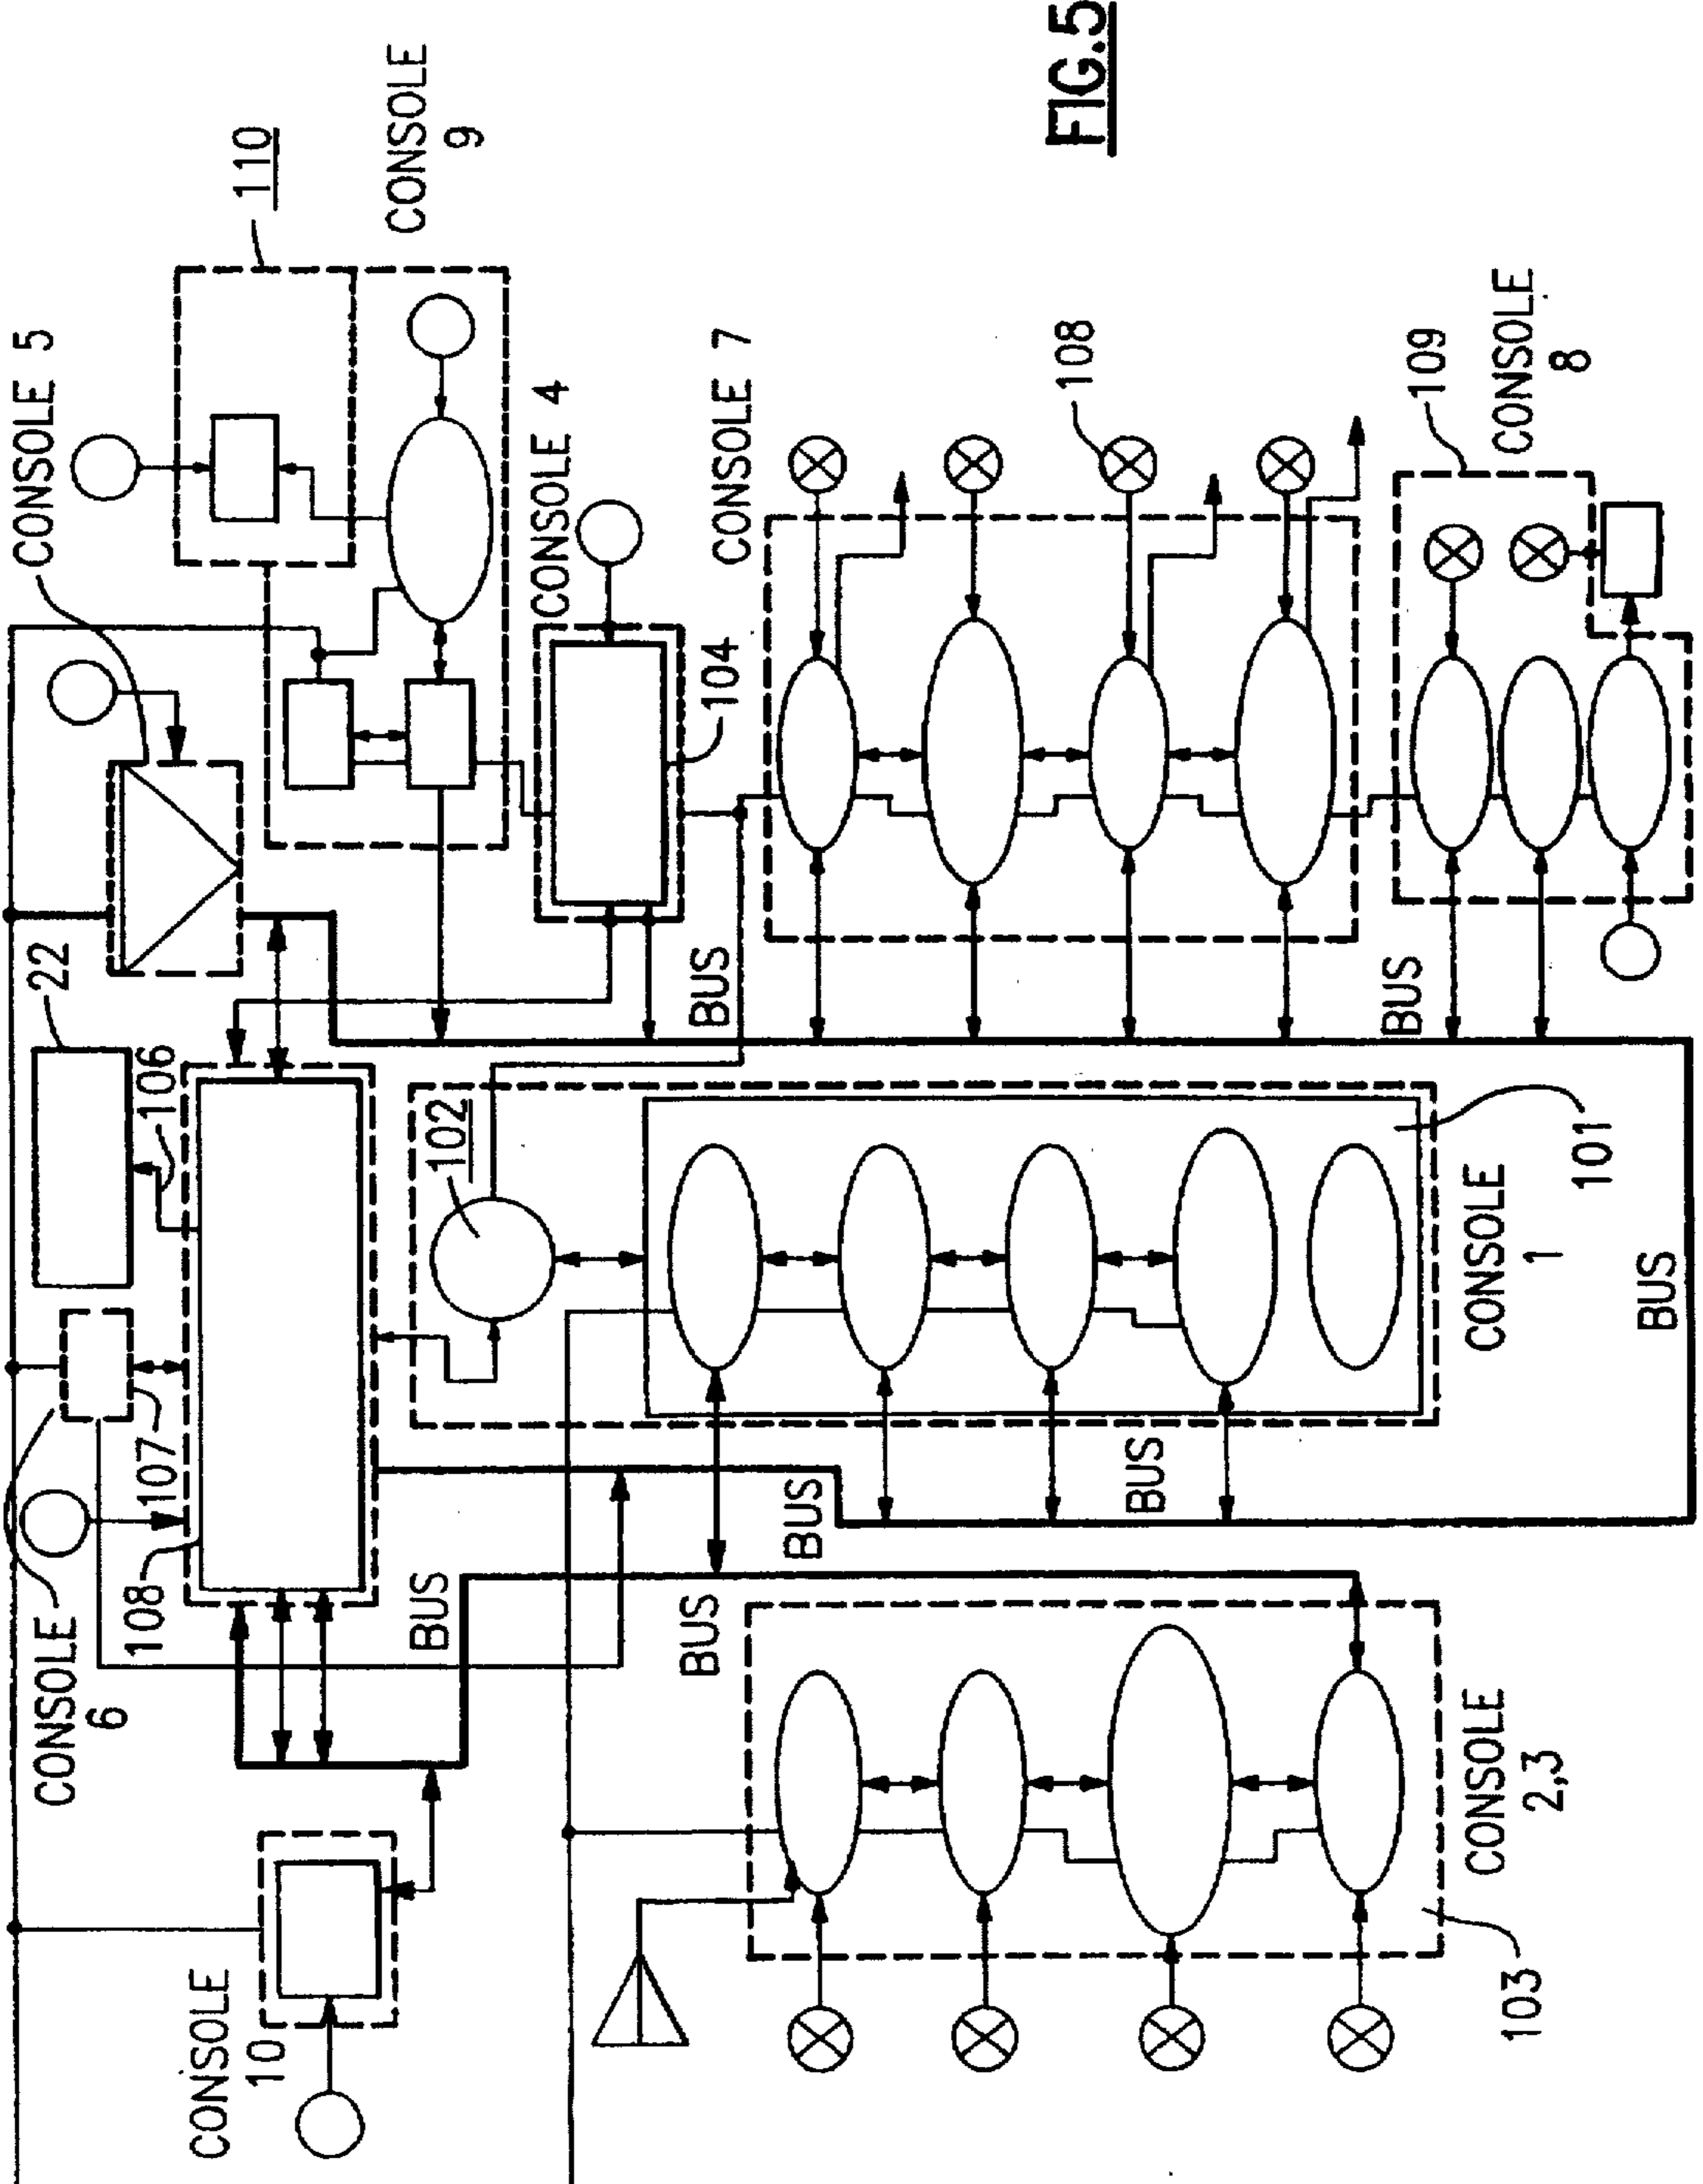 CONSOLE 5
110
CONSOLE
9
22
106
CONSOLE 4
104
CONSOLE
6
107
108
102
BUS
CONSOLE 7
108
BUS
CONSOLE
10
BUS
BUS
BUS
BUS
109
CONSOLE
8
CONSOLE
1
101
BUS
CONSOLE
2,3
103
FIG.5